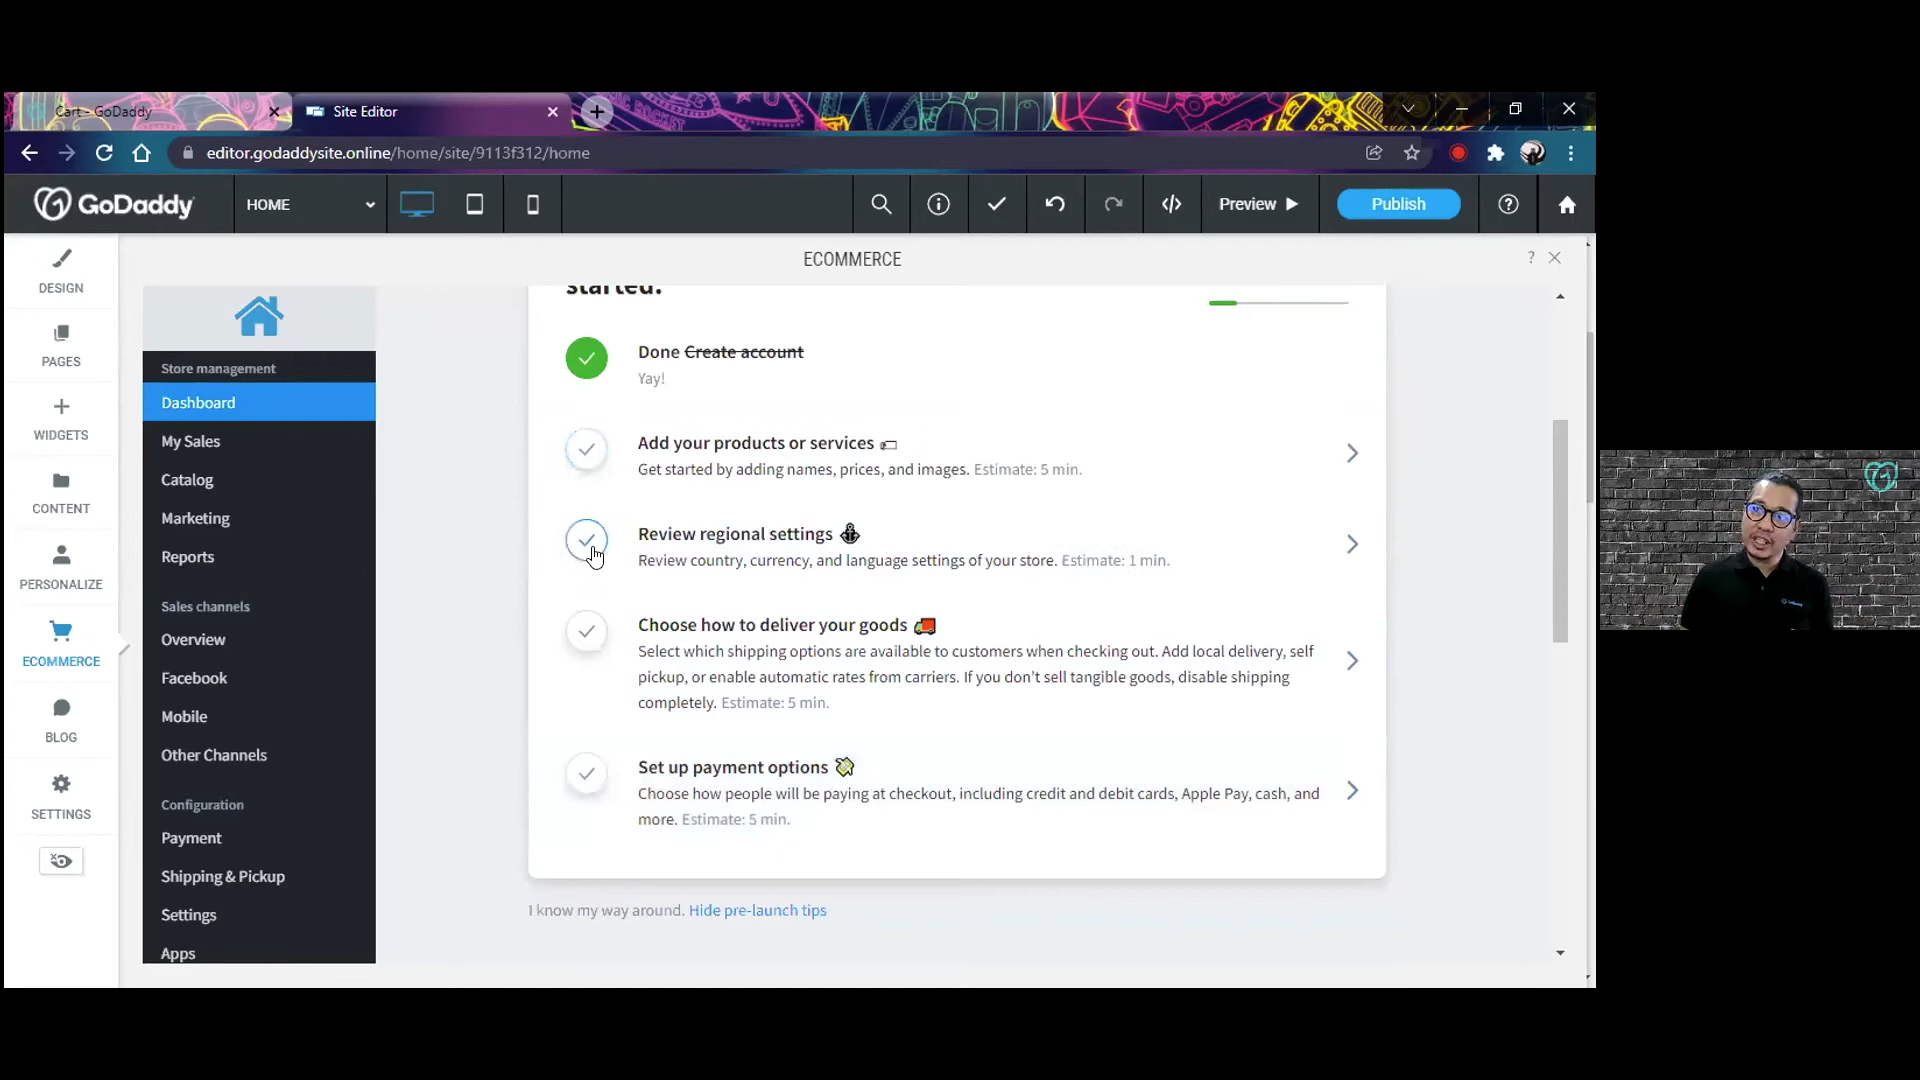 Cart - GoDaddy
Site Editor
editor.godaddysite.online/home/site/9113f312/home
GoDaddy
HOME
Preview
Publish
ECOMMERCE
?
DESIGN
PAGES
WIDGETS
CONTENT
PERSONALIZE
ECOMMERCE
BLOG
SETTINGS
Store management
Dashboard
My Sales
Catalog
Marketing
Reports
Sales channels
Overview
Facebook
Mobile
Other Channels
Configuration
Payment
Shipping & Pickup
Settings
Apps
started.
Done Create account
Yay!
Add your products or services
Get started by adding names, prices, and images. Estimate: 5 min.
Review regional settings
Review country, currency, and language settings of your store. Estimate: 1 min.
Choose how to deliver your goods
Select which shipping options are available to customers when checking out. Add local delivery, self
pickup, or enable automatic rates from carriers. If you don't sell tangible goods, disable shipping
completely. Estimate: 5 min.
Set up payment options
Choose how people will be paying at checkout, including credit and debit cards, Apple Pay, cash, and
more. Estimate: 5 min.
I know my way around. Hide pre-launch tips